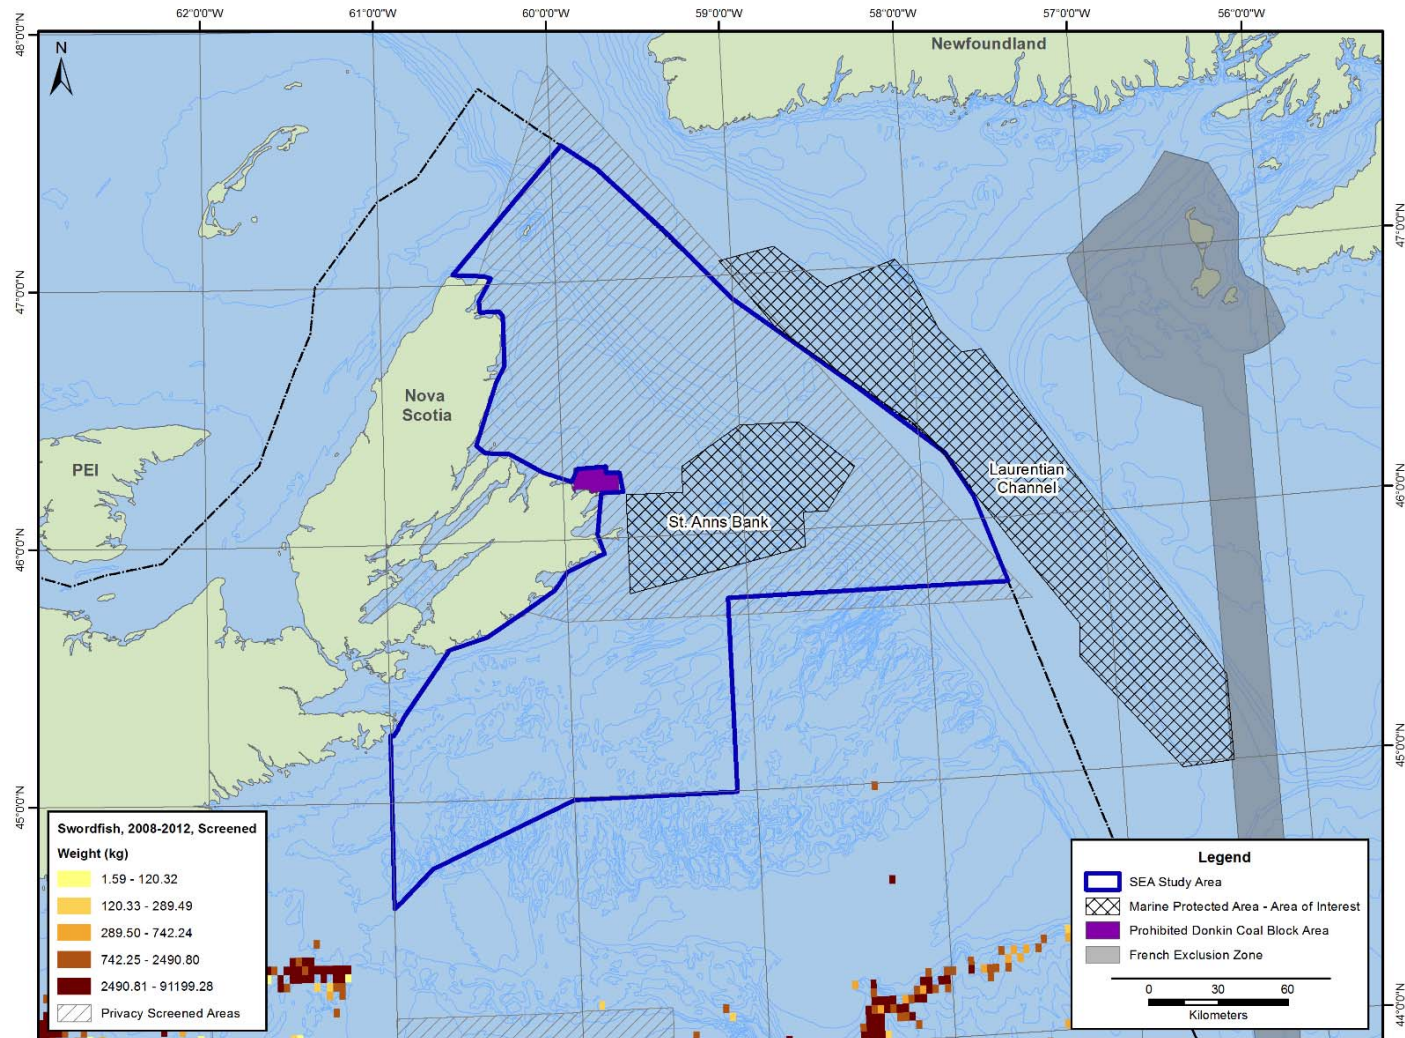 62°0'0"W 61°0'0"W 60°0'0"W 59°0'0"W 58°0'0"W 57°0'0"W 56°0'0"W
48°0'0"N
47°0'0"N
46°0'0"N
45°0'0"N
47°0'0"N
46°0'0"N
45°0'0"N
44°0'0"N
N
Newfoundland
Nova
Scotia
PEI
St. Anns Bank
Laurentian
Channel
Swordfish, 2008-2012, Screened
Weight (kg)
1.59 - 120.32
120.33 - 289.49
289.50 - 742.24
742.25 - 2490.80
2490.81 - 91199.28
Privacy Screened Areas
Legend
SEA Study Area
Marine Protected Area - Area of Interest
Prohibited Donkin Coal Block Area
French Exclusion Zone
0 30 60
Kilometers